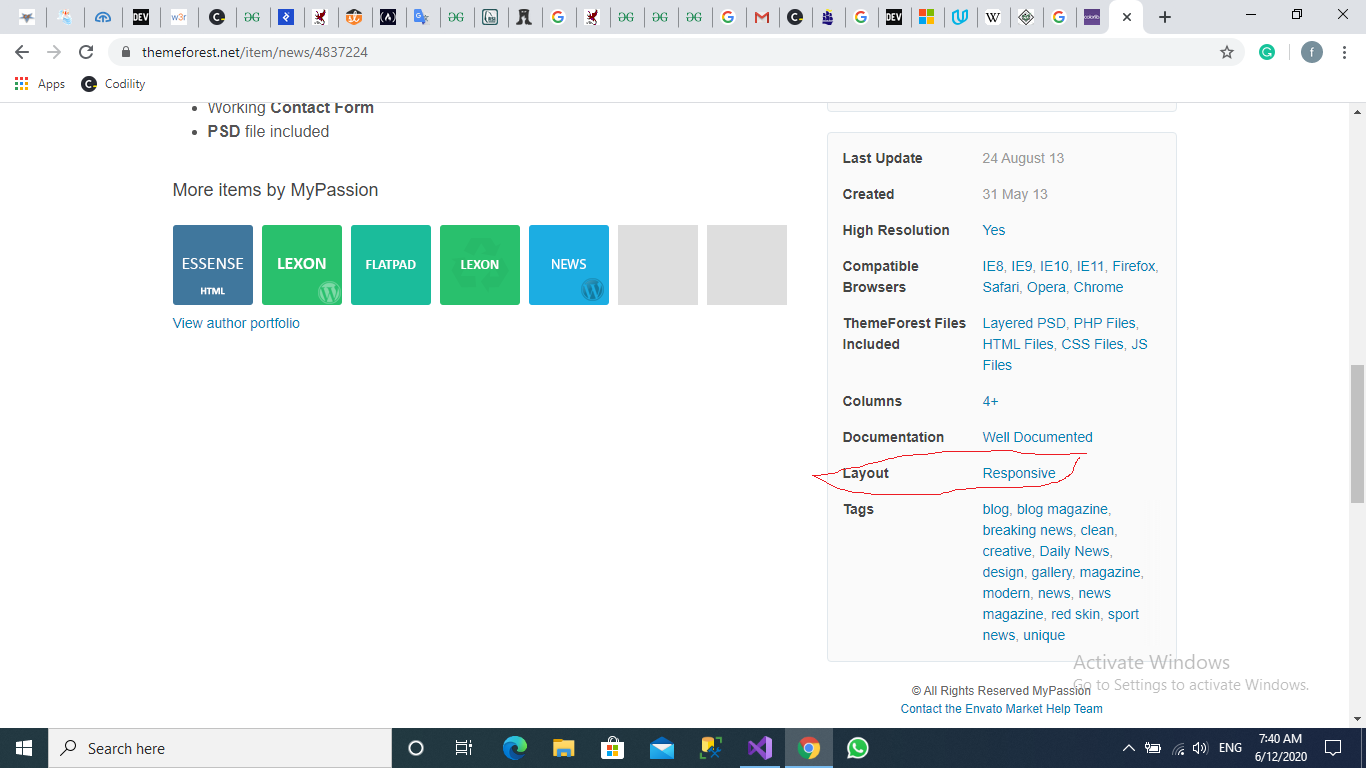 themeforest.net/item/news/4837224
Apps
Codility
Working Contact Form
PSD file included
More items by MyPassion
ESSENSE
HTML
LEXON
FLATPAD
LEXON
NEWS
View author portfolio
Last Update 24 August 13
Created 31 May 13
High Resolution Yes
Compatible IE8, IE9, IE10, IE11, Firefox,
Browsers Safari, Opera, Chrome
ThemeForest Files Layered PSD, PHP Files,
Included HTML Files, CSS Files, JS
Files
Columns 4+
Documentation Well Documented
Layout Responsive
Tags blog, blog magazine,
breaking news, clean,
creative, Daily News,
design, gallery, magazine,
modern, news, news
magazine, red skin, sport
news, unique
Activate Windows
Go to Settings to activate Windows.
© All Rights Reserved MyPassion
Contact the Envato Market Help Team
Search here
ENG
7:40 AM
6/12/2020